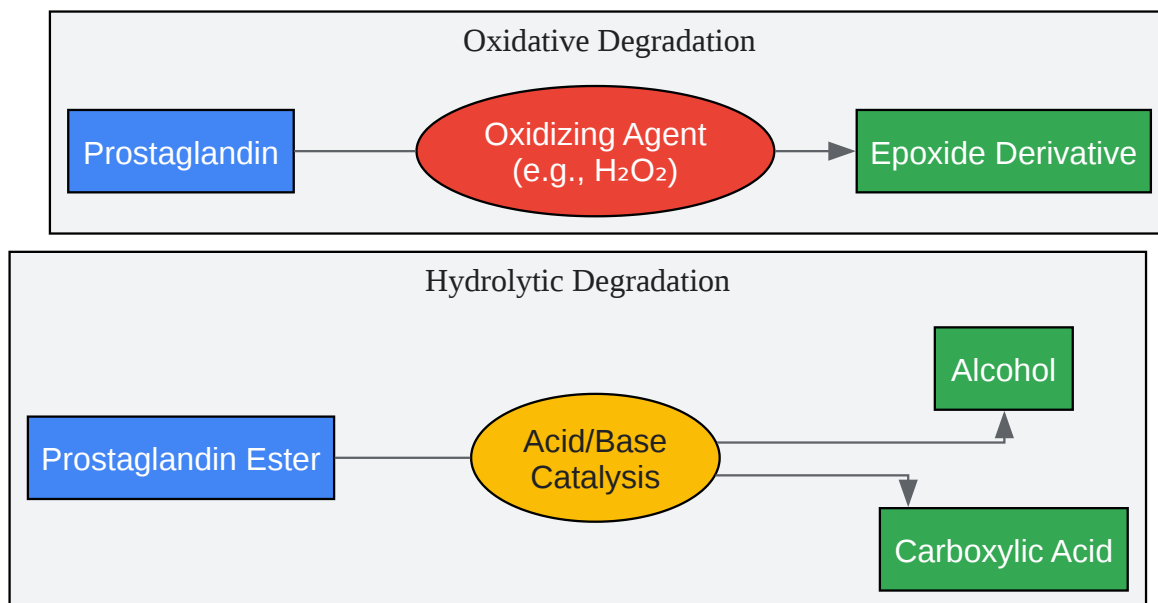 Oxidative Degradation
Prostaglandin
Oxidizing Agent
(e.g., H₂O₂)
Epoxide Derivative
Hydrolytic Degradation
Prostaglandin Ester
Acid/Base
Catalysis
Alcohol
Carboxylic Acid